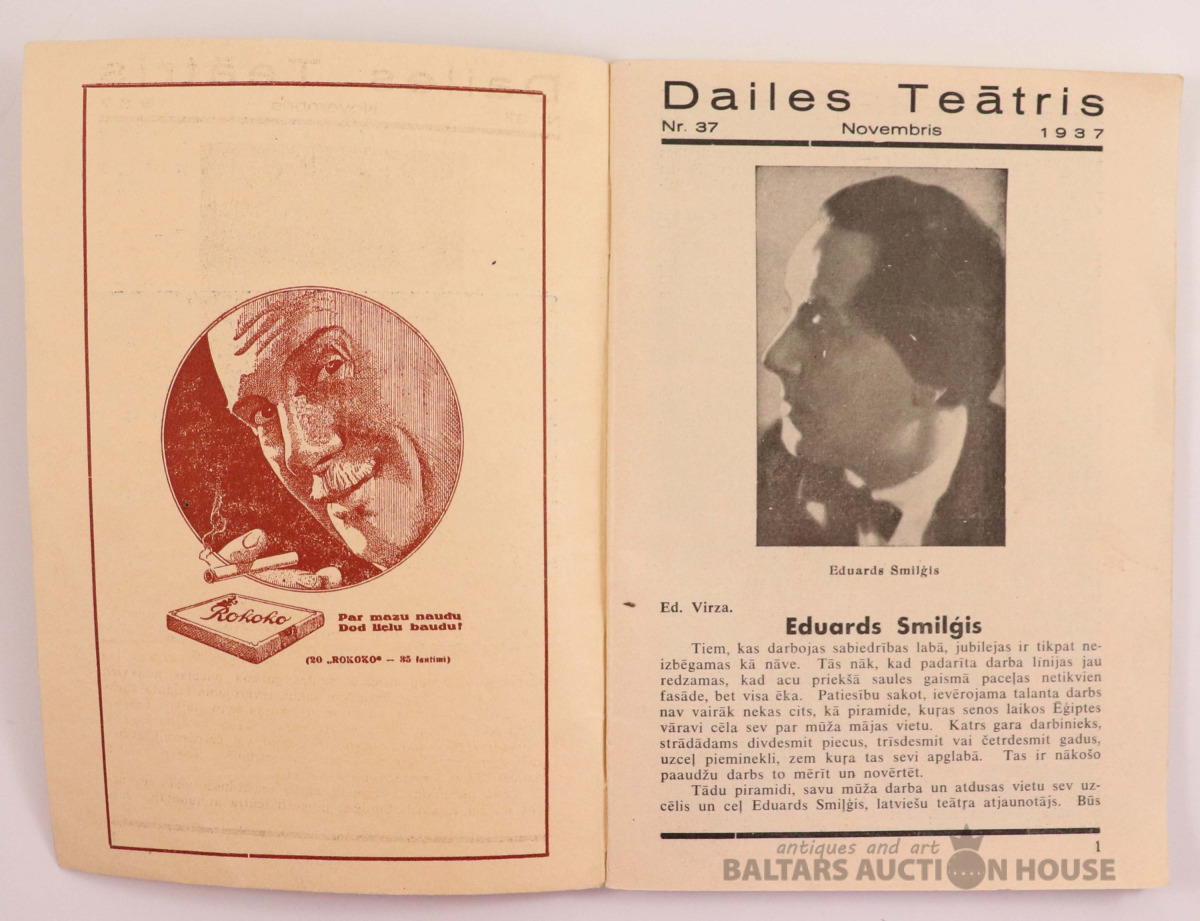 Rokoko
Par mazu naudu
Dod lielu baudu!
(20 „ROKOKO“ — 35 santimi)
Dailes Teātris
Nr. 37 Novembris 1937
Eduards Smiļģis
Ed. Virza.
Eduards Smiļģis
Tiem, kas darbojas sabiedrības labā, jubilejas ir tikpat ne-
izbēgamas kā nāve. Tās nāk, kad padarīta darba līnijas jau
redzamas, kad acu priekšā saules gaismā paceļas netikvien
fasāde, bet visa ēka. Patiesību sakot, ievērojama talanta darbs
nav vairāk nekas cits, kā piramide, kuŗas senos laikos Ēģiptes
vāravi cēla sev par mūža mājas vietu. Katrs gara darbinieks,
strādādams divdesmit piecus, trīsdesmit vai četrdesmit gadus,
uzceļ pieminekli, zem kuŗa tas sevi apglabā. Tas ir nākošo
paaudžu darbs to mērīt un novērtēt.
Tādu piramidi, savu mūža darba un atdusas vietu sev uz-
cēlis un ceļ Eduards Smiļģis, latviešu teātŗa atjaunotājs. Būs
1
antiques and art
BALTARS AUCTION HOUSE